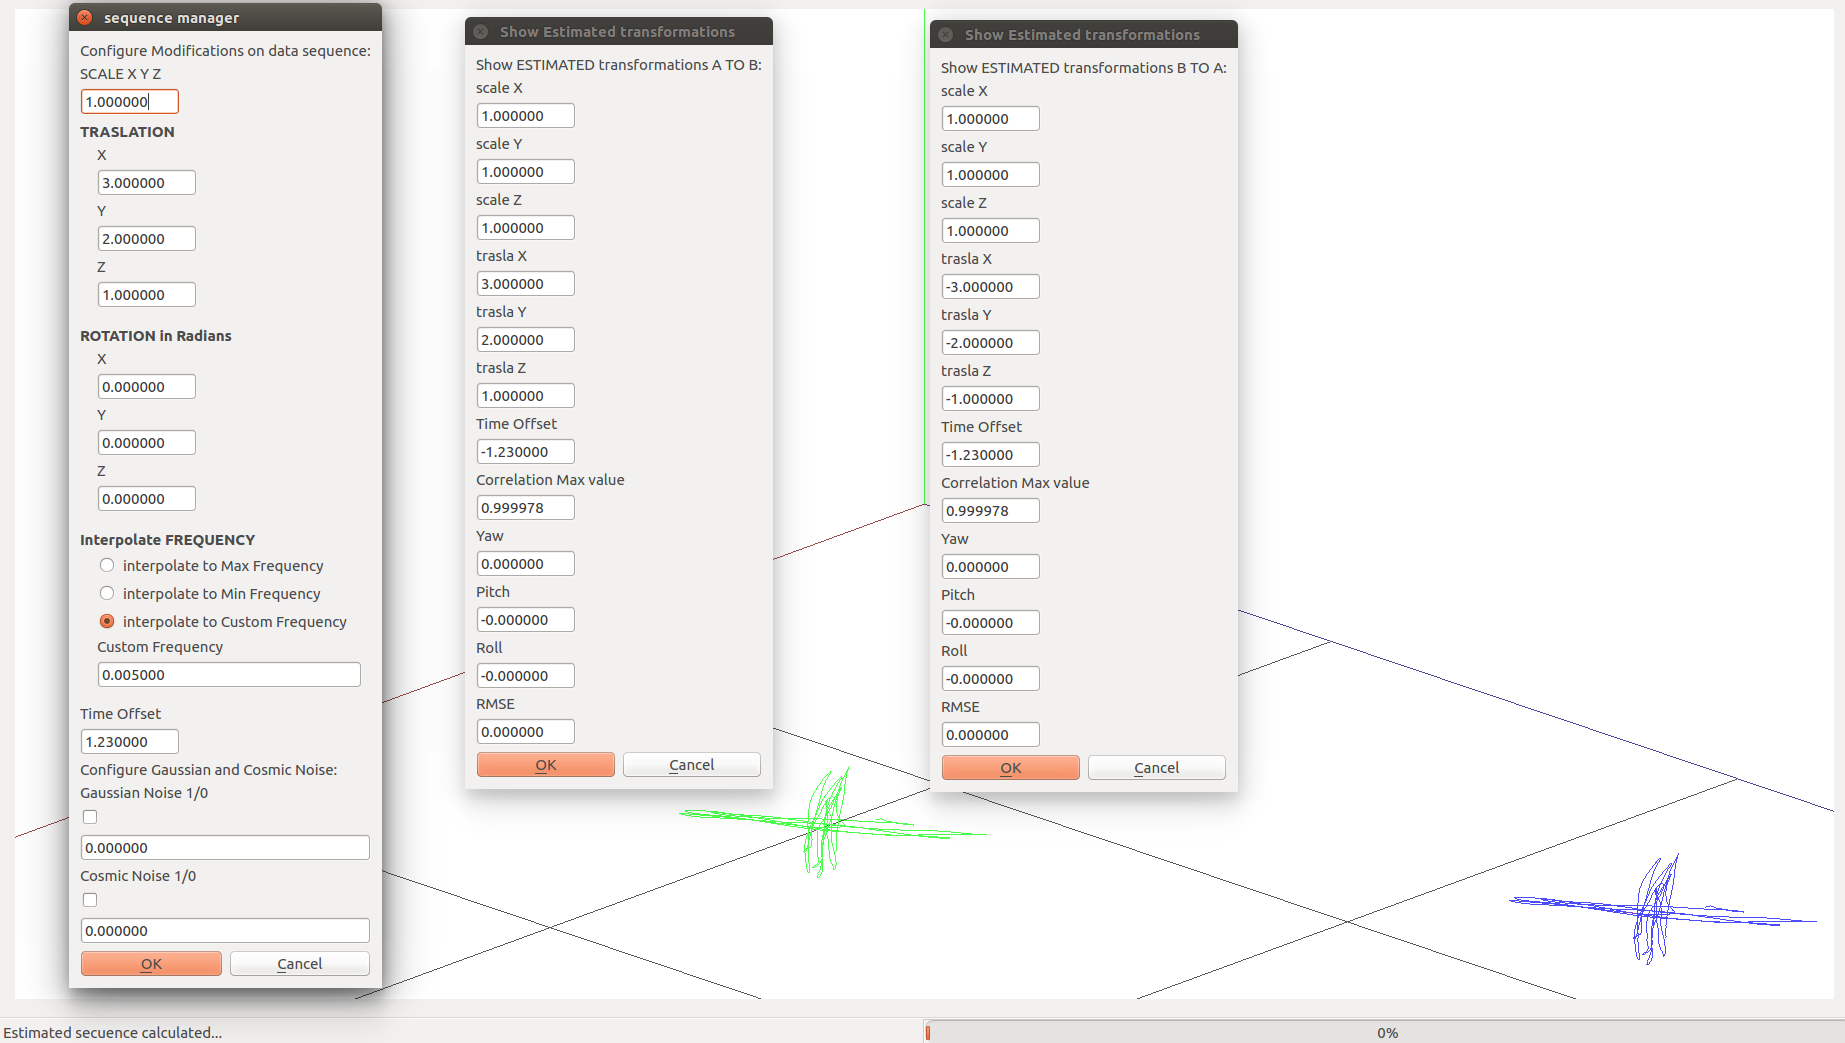 sequence manager
Configure Modifications on data sequence:
SCALE X Y Z
1.000000
TRASLATION
X
3.000000
Y
2.000000
Z
1.000000
ROTATION in Radians
X
0.000000
Y
0.000000
Z
0.000000
Interpolate FREQUENCY
interpolate to Max Frequency
interpolate to Min Frequency
interpolate to Custom Frequency
Custom Frequency
0.005000
Time Offset
1.230000
Configure Gaussian and Cosmic Noise:
Gaussian Noise 1/0
0.000000
Cosmic Noise 1/0
0.000000
OK Cancel
Show Estimated transformations
Show ESTIMATED transformations A TO B:
scale X
1.000000
scale Y
1.000000
scale Z
1.000000
trasla X
3.000000
trasla Y
2.000000
trasla Z
1.000000
Time Offset
-1.230000
Correlation Max value
0.999978
Yaw
0.000000
Pitch
-0.000000
Roll
-0.000000
RMSE
0.000000
OK Cancel
Show Estimated transformations
Show ESTIMATED transformations B TO A:
scale X
1.000000
scale Y
1.000000
scale Z
1.000000
trasla X
-3.000000
trasla Y
-2.000000
trasla Z
-1.000000
Time Offset
-1.230000
Correlation Max value
0.999978
Yaw
0.000000
Pitch
-0.000000
Roll
-0.000000
RMSE
0.000000
OK Cancel
Estimated secuence calculated...
0%